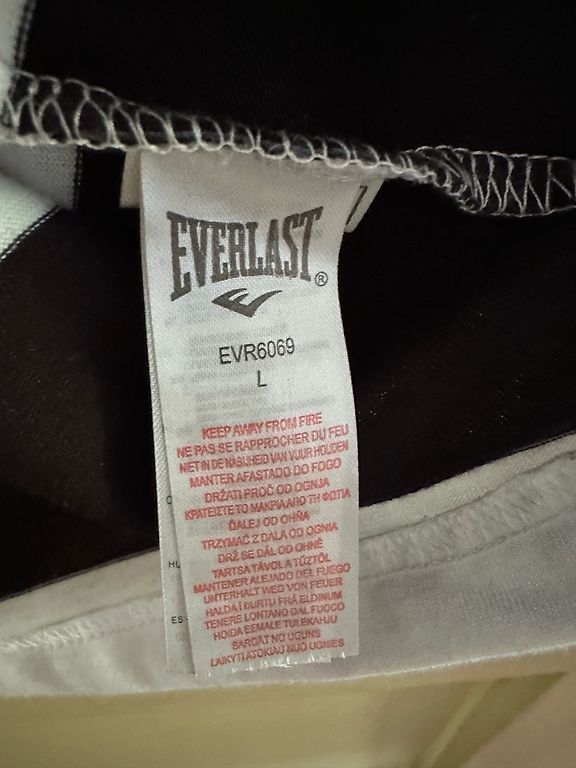 EVERLAST®
EVR6069
L
KEEP AWAY FROM FIRE
NE PAS SE RAPPROCHER DU FEU
NIET IN DE NABIJHEID VAN VUUR HOUDEN
MANTER AFASTADO DO FOGO
DRŽATI PROČ OD OGNJA
ΚΡΑΤΕΙΣΤΕ ΤΟ ΜΑΚΡΙΑ ΑΠΟ ΤΗ ΦΩΤΙΑ
ĎALEJ OD OHŇA
TRZYMAĆ Z DALA OD OGNIA
DRŽ SE DÁL OD OHNĚ
TARTSA TÁVOL A TŰZTŐL
MANTENER ALEJADO DEL FUEGO
UNTERHALT WEG VON FEUER
HALDA Í BURTU FRÁ ELDINUM
TENERE LONTANO DAL FUOCO
HOIDA EEMALE TULEKAHJU
SARGĀT NO UGUNS
LAIKYTI ATOKIAU NUO UGNIES
HU
ES